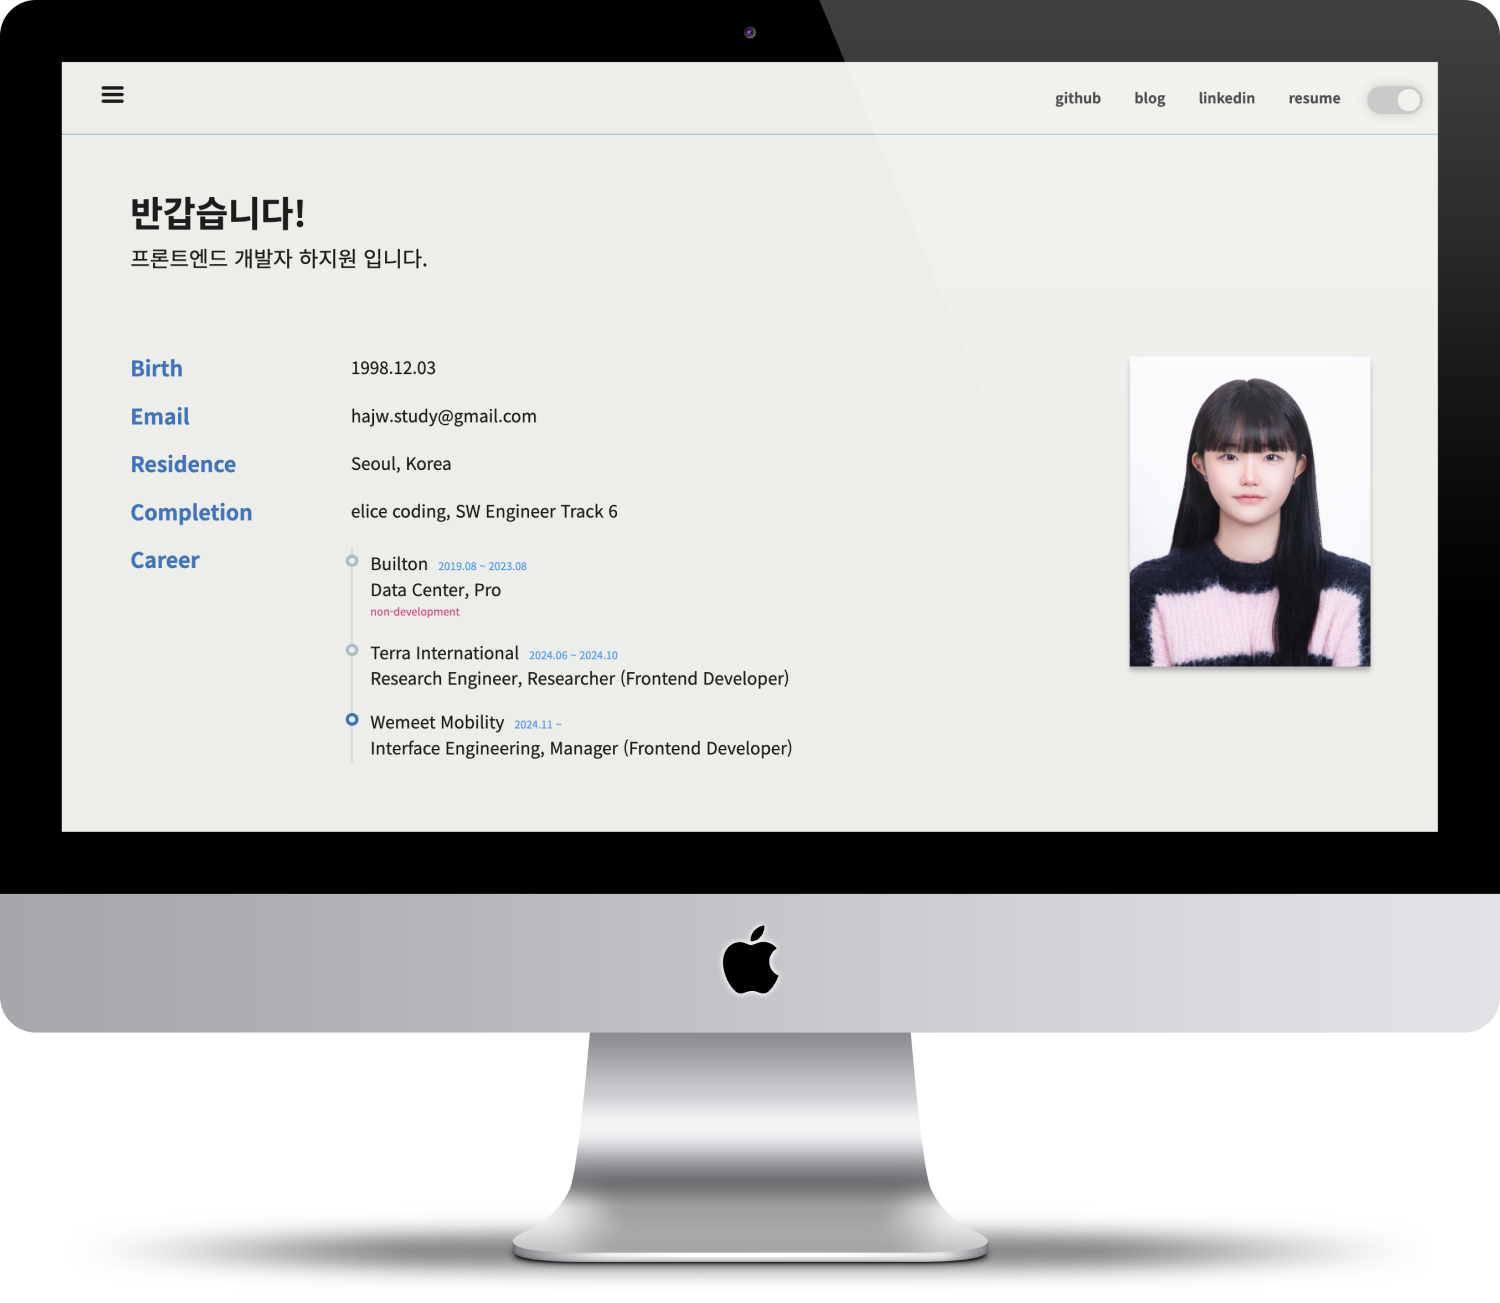 github blog linkedin resume
반갑습니다!
프론트엔드 개발자 하지원 입니다.
Birth 1998.12.03
Email hajw.study@gmail.com
Residence Seoul, Korea
Completion elice coding, SW Engineer Track 6
Career
Builton 2019.08 ~ 2023.08
Data Center, Pro
non-development
Terra International 2024.06 ~ 2024.10
Research Engineer, Researcher (Frontend Developer)
Wemeet Mobility 2024.11 ~
Interface Engineering, Manager (Frontend Developer)